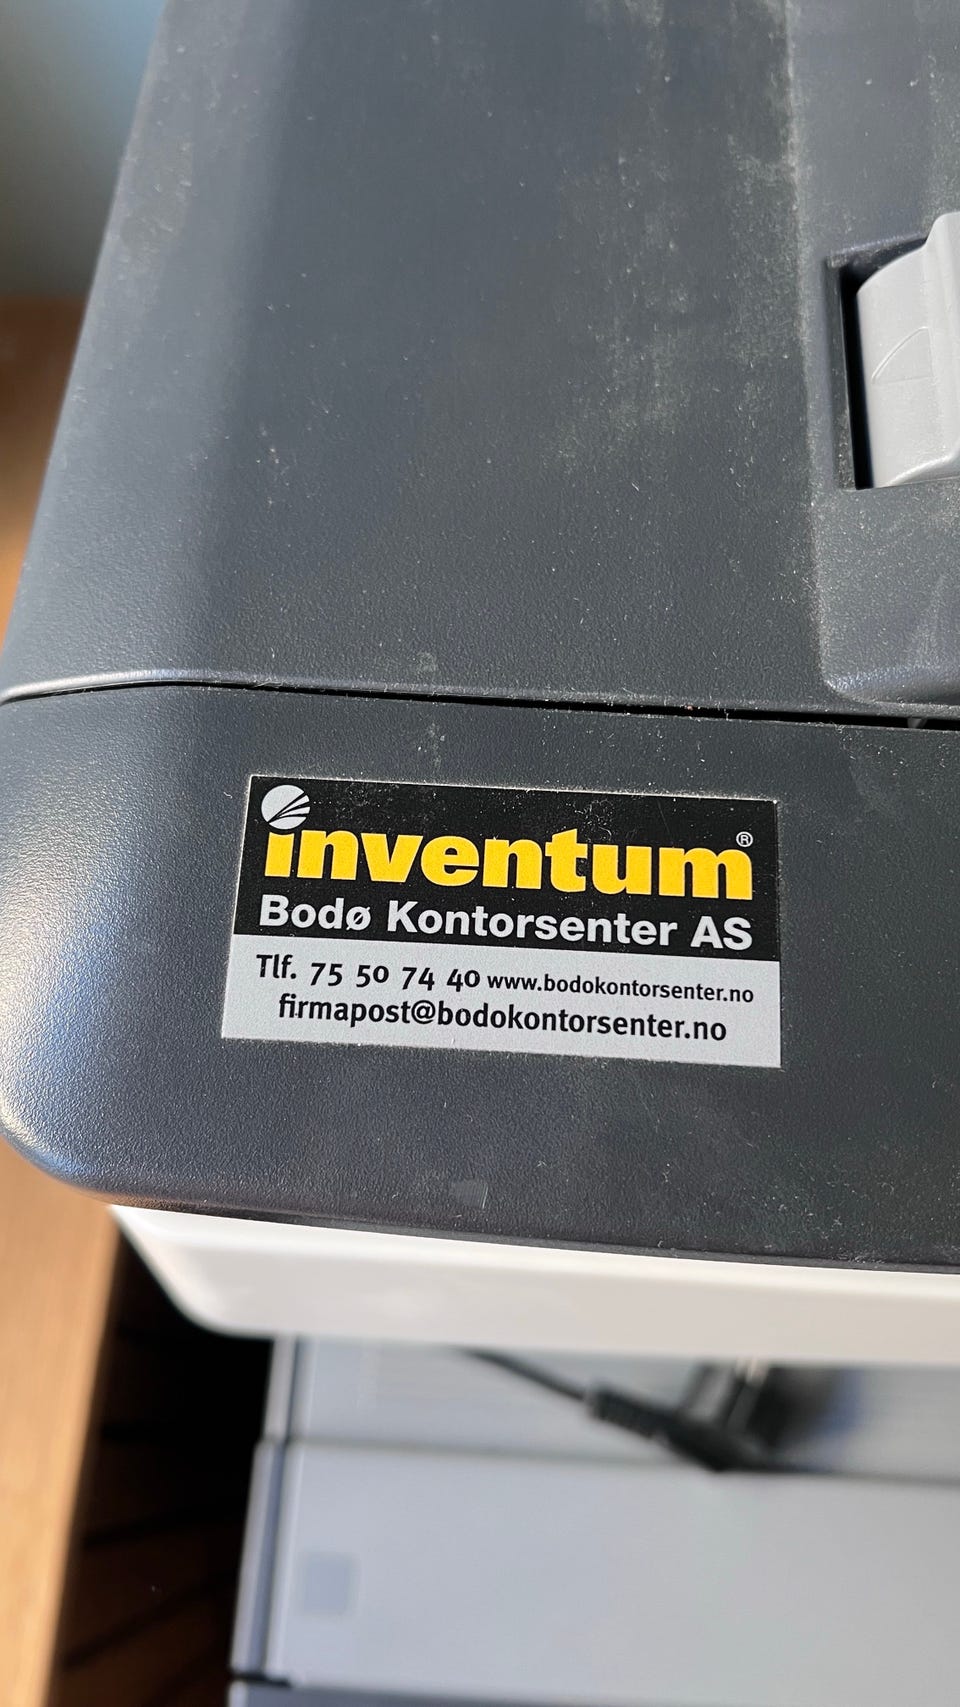 inventum®
Bodø Kontorsenter AS
Tlf. 75 50 74 40 www.bodokontorsenter.no
firmapost@bodokontorsenter.no